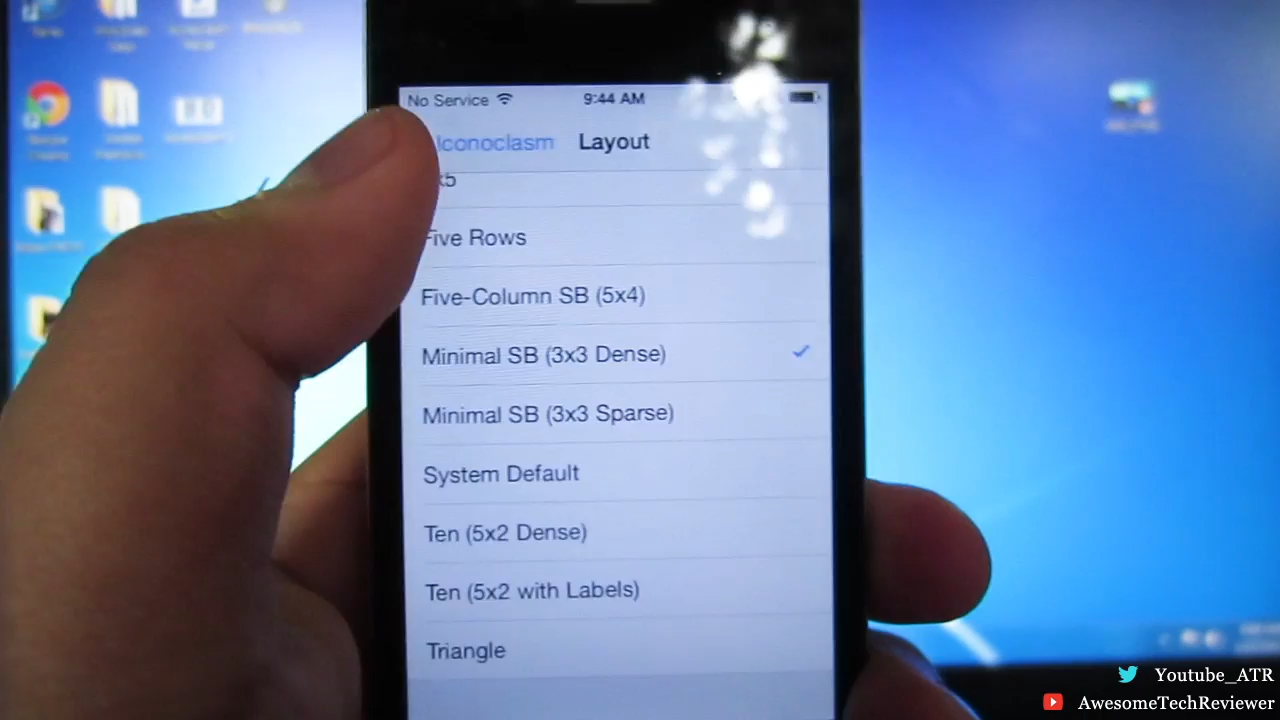 No Service 9:44 AM
Iconoclasm Layout
x5
Five Rows
Five-Column SB (5x4)
Minimal SB (3x3 Dense)
Minimal SB (3x3 Sparse)
System Default
Ten (5x2 Dense)
Ten (5x2 with Labels)
Triangle
Youtube_ATR
AwesomeTechReviewer